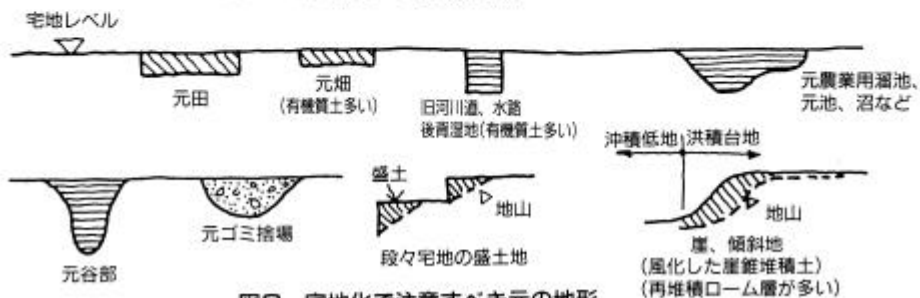 宅地レベル
元田
元畑
(有機質土多い)
旧河川道、水路
後背湿地(有機質土多い)
元農業用溜池、
元池、沼など
元谷部
元ゴミ捨場
盛土
地山
段々宅地の盛土地
沖積低地 洪積台地
地山
崖、傾斜地
(風化した崖錐堆積土)
(再堆積ローム層が多い)
宅地化で注意すべき元の地形